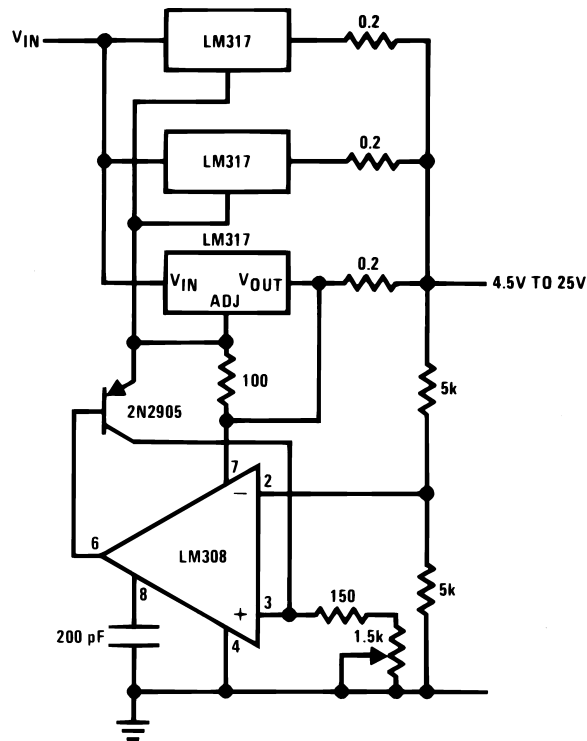 0.2
VIN LM317
0.2
LM317
LM317
0.2
VIN VOUT 4.5V TO 25V
ADJ
100
5k
2N2905
7
2
−
6
LM308
8
5k
150
+ 3
1.5k
200 pF 4